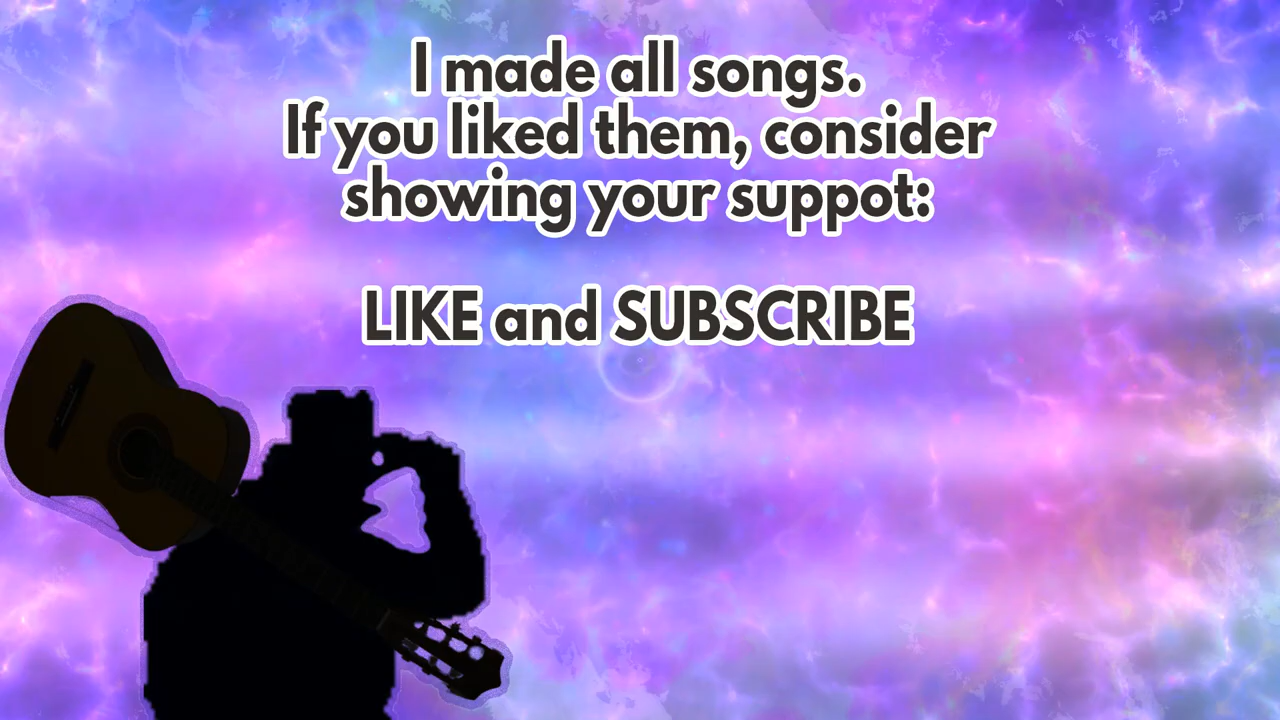 I made all songs.
If you liked them, consider
showing your suppot:
LIKE and SUBSCRIBE